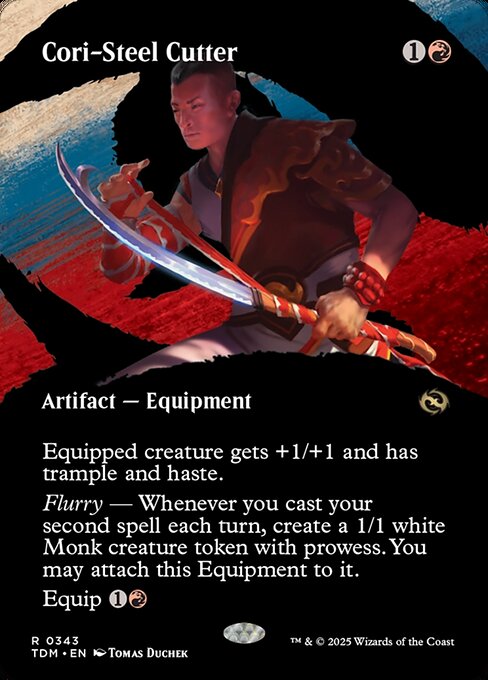 Cori-Steel Cutter 1
Artifact — Equipment
Equipped creature gets +1/+1 and has
trample and haste.
Flurry — Whenever you cast your
second spell each turn, create a 1/1 white
Monk creature token with prowess. You
may attach this Equipment to it.
Equip 1
R 0343
TDM • EN Tomas Duchek
™ & © 2025 Wizards of the Coast